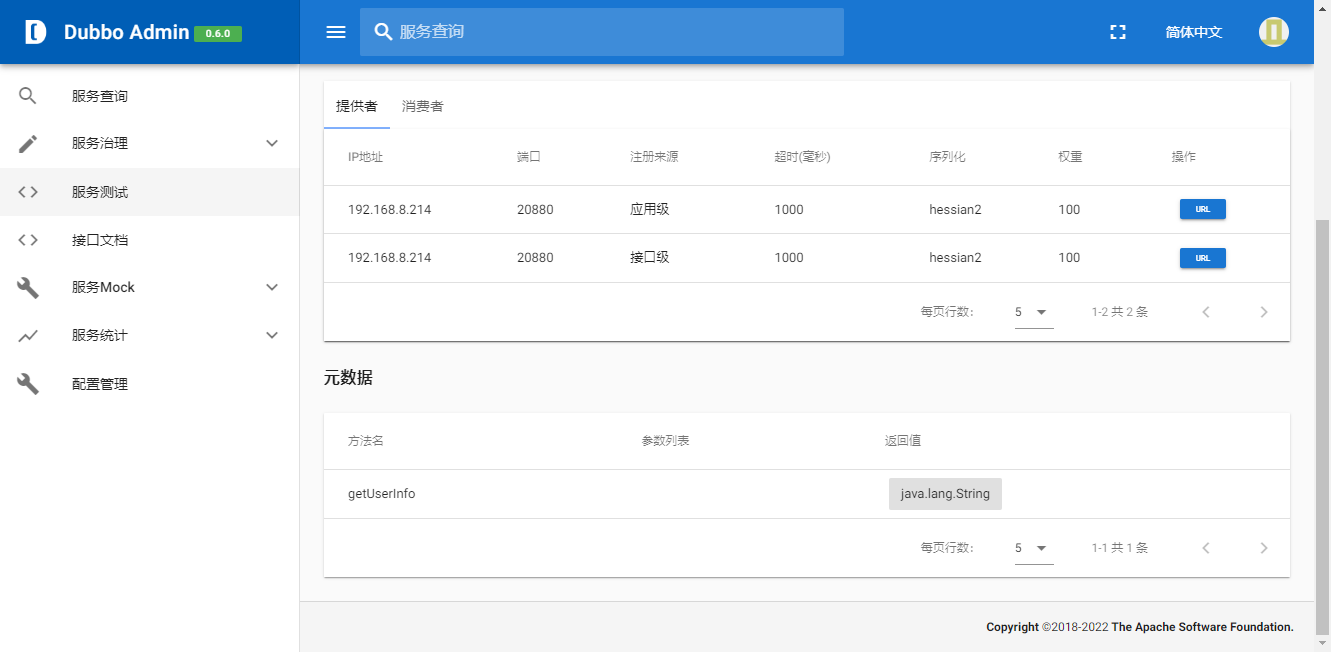 Dubbo Admin 0.6.0
服务查询
简体中文
服务查询
服务治理
服务测试
接口文档
服务Mock
服务统计
配置管理
提供者 消费者
IP地址 端口 注册来源 超时(毫秒) 序列化 权重 操作
192.168.8.214 20880 应用级 1000 hessian2 100 URL
192.168.8.214 20880 接口级 1000 hessian2 100 URL
每页行数: 5 1-2 共 2 条
元数据
方法名 参数列表 返回值
getUserInfo java.lang.String
每页行数: 5 1-1 共 1 条
Copyright ©2018-2022 The Apache Software Foundation.